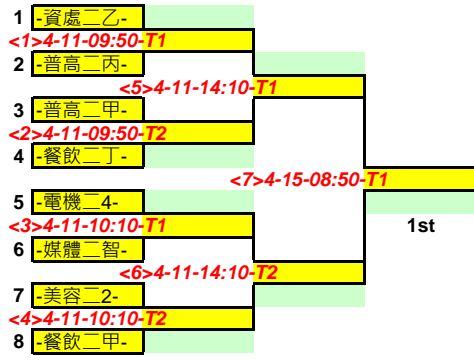 1 -資處二乙-
<1>4-11-09:50-T1
2 -普高二丙-
<5>4-11-14:10-T1
3 -普高二甲-
<2>4-11-09:50-T2
4 -餐飲二丁-
<7>4-15-08:50-T1
5 -電機二4-
<3>4-11-10:10-T1
1st
6 -媒體二智-
<6>4-11-14:10-T2
7 -美容二2-
<4>4-11-10:10-T2
8 -餐飲二甲-